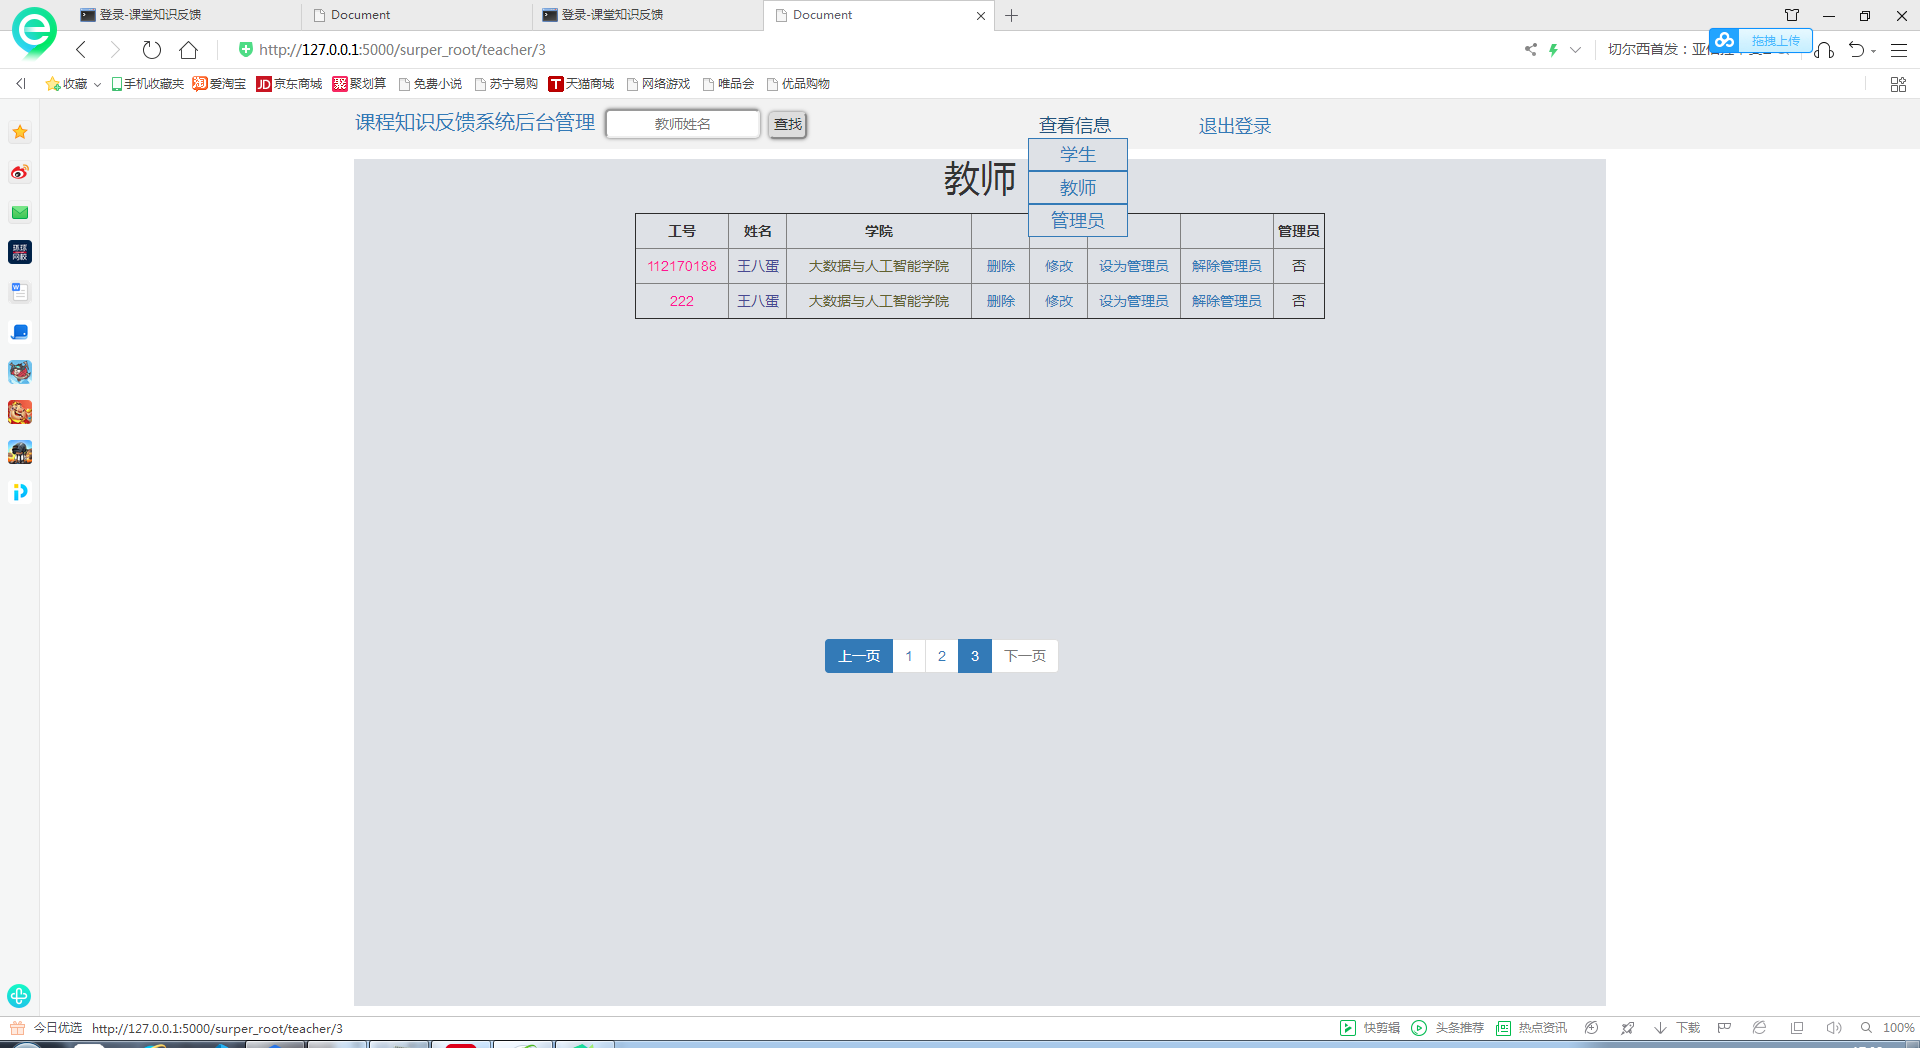 登录-课堂知识反馈
Document
登录-课堂知识反馈
Document
http://127.0.0.1:5000/surper_root/teacher/3
切尔西首发：亚
拖拽上传
收藏
手机收藏夹
爱淘宝
京东商城
聚划算
免费小说
苏宁易购
天猫商城
网络游戏
唯品会
优品购物
课程知识反馈系统后台管理
教师姓名
查找
查看信息
退出登录
学生
教师
管理员
教师
工号 姓名 学院 管理员
112170188 王八蛋 大数据与人工智能学院 删除 修改 设为管理员 解除管理员 否
222 王八蛋 大数据与人工智能学院 删除 修改 设为管理员 解除管理员 否
上一页 1 2 3 下一页
今日优选
http://127.0.0.1:5000/surper_root/teacher/3
快剪辑
头条推荐
热点资讯
下载
100%